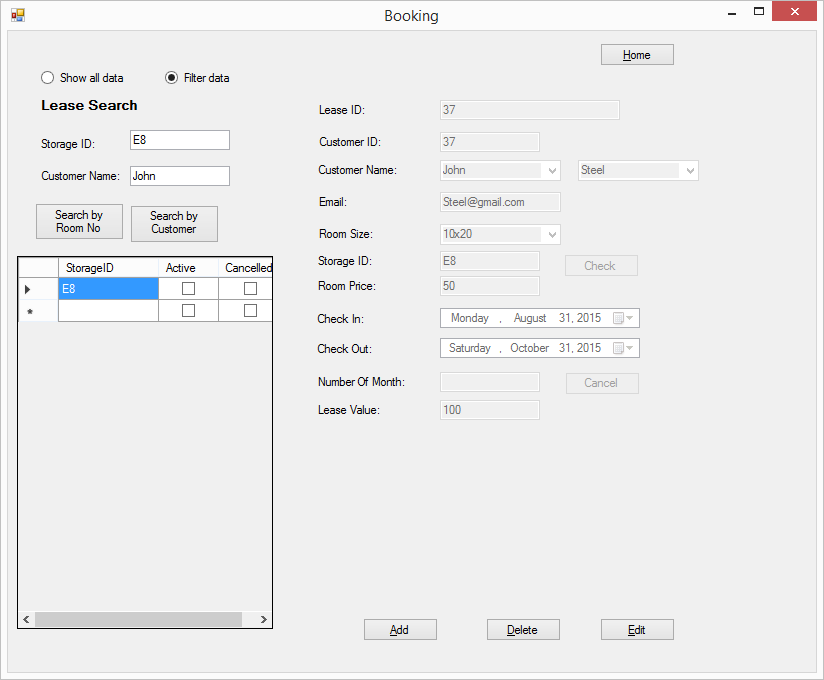 Booking
Home
Show all data
Filter data
Lease Search
Storage ID: E8
Customer Name: John
Search by
Room No
Search by
Customer
StorageID Active Cancelled
E8
*
Lease ID: 37
Customer ID: 37
Customer Name: John Steel
Email: Steel@gmail.com
Room Size: 10x20
Storage ID: E8
Check
Room Price: 50
Check In: Monday , August 31, 2015
Check Out: Saturday , October 31, 2015
Number Of Month:
Cancel
Lease Value: 100
Add
Delete
Edit